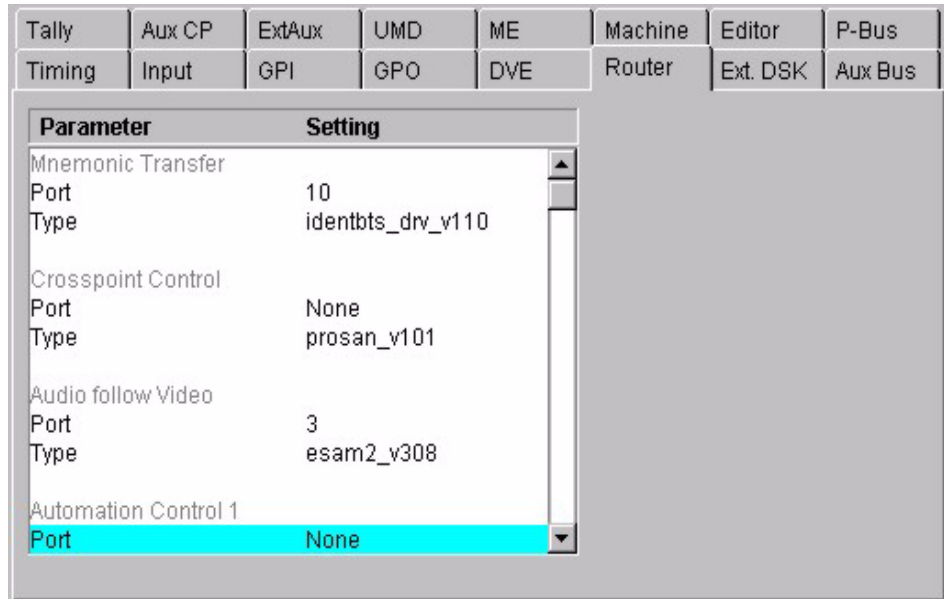 Tally Aux CP ExtAux UMD ME Machine Editor P-Bus
Timing Input GPI GPO DVE Router Ext. DSK Aux Bus
Parameter Setting
Mnemonic Transfer
Port 10
Type identbts_drv_v110
Crosspoint Control
Port None
Type prosan_v101
Audio follow Video
Port 3
Type esam2_v308
Automation Control 1
Port None